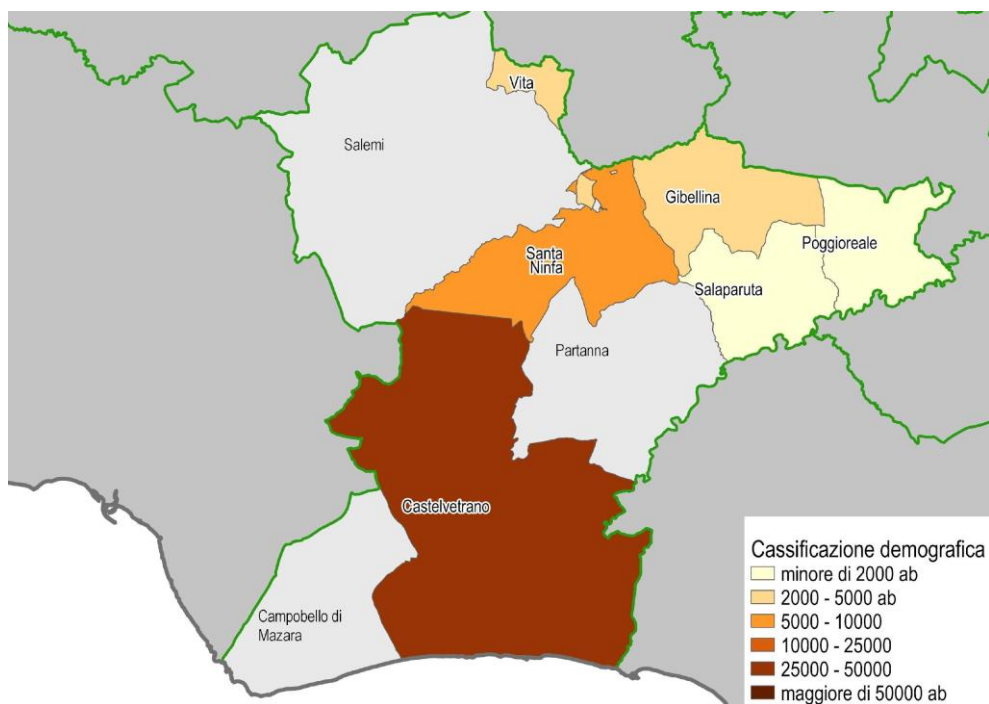 Vita
Salemi
Gibellina
Poggioreale
Santa
Ninfa
Salaparuta
Partanna
Castelvetrano
Campobello di
Mazara
Cassificazione demografica
minore di 2000 ab
2000 - 5000 ab
5000 - 10000
10000 - 25000
25000 - 50000
maggiore di 50000 ab